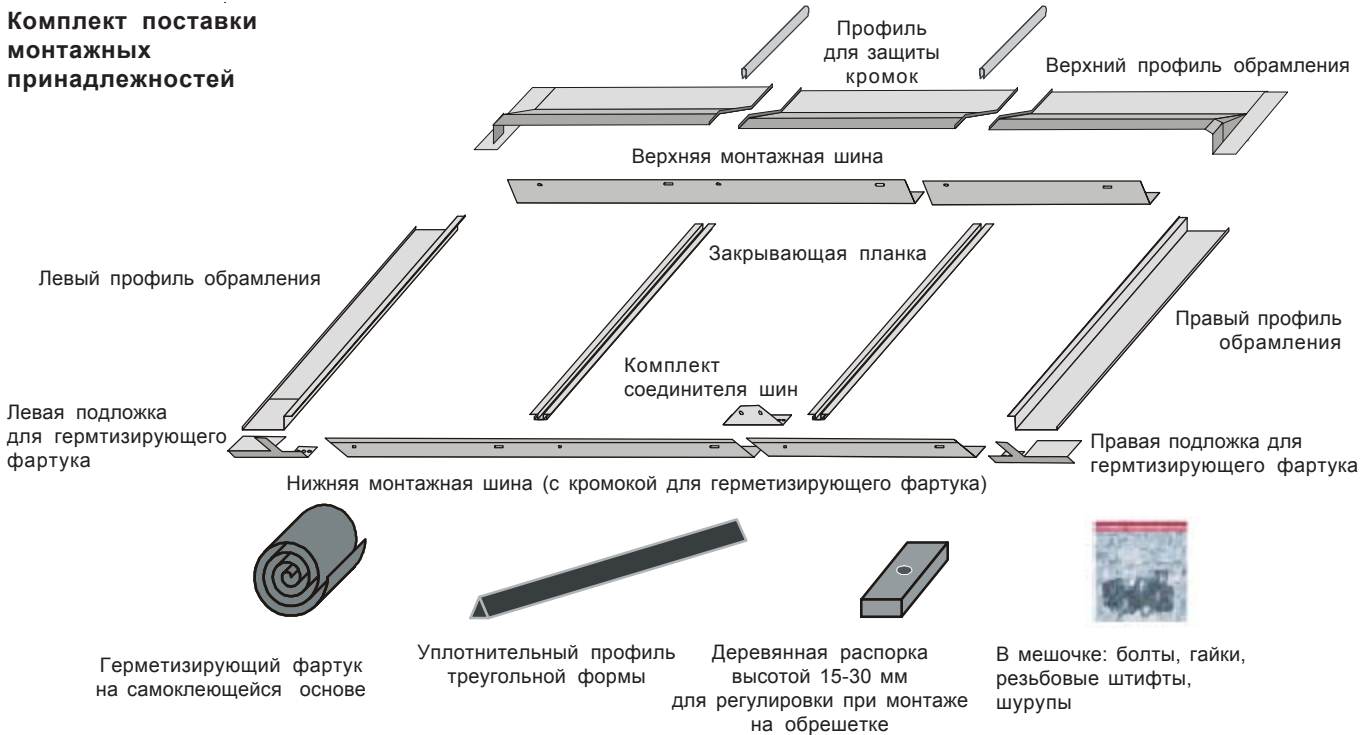 Комплект поставки
монтажных
принадлежностей
Профиль
для защиты
кромок
Верхний профиль обрамления
Верхняя монтажная шина
Левый профиль обрамления
Закрывающая планка
Правый профиль
обрамления
Комплект
соединителя шин
Левая подложка
для гермтизирующего
фартука
Правая подложка для
гермтизирующего фартука
Нижняя монтажная шина (с кромокой для герметизирующего фартука)
Герметизирующий фартук
на самоклеющейся основе
Уплотнительный профиль
треугольной формы
Деревянная распорка
высотой 15-30 мм
для регулировки при монтаже
на обрешетке
В мешочке: болты, гайки,
резьбовые штифты,
шурупы